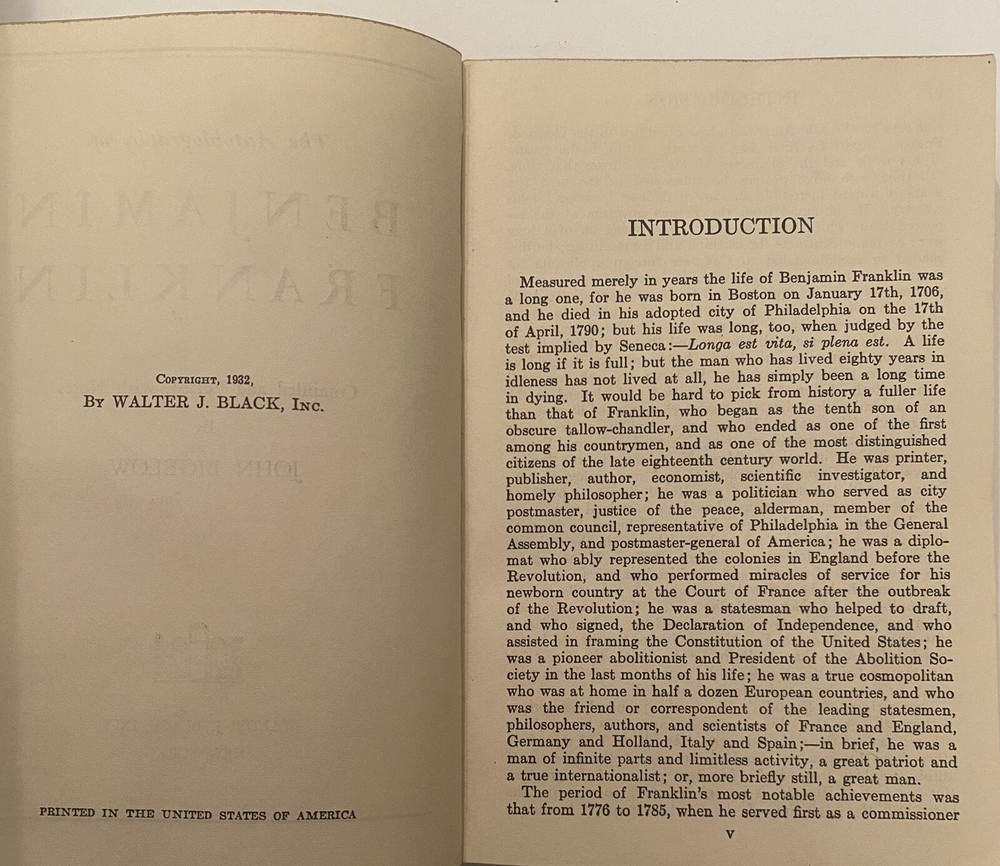 COPYRIGHT, 1932,
BY WALTER J. BLACK, INC.
PRINTED IN THE UNITED STATES OF AMERICA
INTRODUCTION
Measured merely in years the life of Benjamin Franklin was
a long one, for he was born in Boston on January 17th, 1706,
and he died in his adopted city of Philadelphia on the 17th
of April, 1790; but his life was long, too, when judged by the
test implied by Seneca:—Longa est vita, si plena est. A life
is long if it is full; but the man who has lived eighty years in
idleness has not lived at all, he has simply been a long time
in dying. It would be hard to pick from history a fuller life
than that of Franklin, who began as the tenth son of an
obscure tallow-chandler, and who ended as one of the first
among his countrymen, and as one of the most distinguished
citizens of the late eighteenth century world. He was printer,
publisher, author, economist, scientific investigator, and
homely philosopher; he was a politician who served as city
postmaster, justice of the peace, alderman, member of the
common council, representative of Philadelphia in the General
Assembly, and postmaster-general of America; he was a diplo-
mat who ably represented the colonies in England before the
Revolution, and who performed miracles of service for his
newborn country at the Court of France after the outbreak
of the Revolution; he was a statesman who helped to draft,
and who signed, the Declaration of Independence, and who
assisted in framing the Constitution of the United States; he
was a pioneer abolitionist and President of the Abolition So-
ciety in the last months of his life; he was a true cosmopolitan
who was at home in half a dozen European countries, and who
was the friend or correspondent of the leading statesmen,
philosophers, authors, and scientists of France and England,
Germany and Holland, Italy and Spain;—in brief, he was a
man of infinite parts and limitless activity, a great patriot and
a true internationalist; or, more briefly still, a great man.
The period of Franklin's most notable achievements was
that from 1776 to 1785, when he served first as a commissioner
v